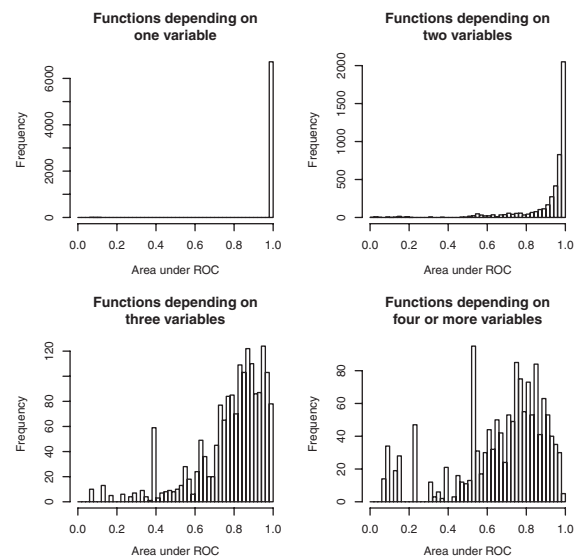 Functions depending on
one variable
Frequency
0 2000 4000 6000
0.0 0.2 0.4 0.6 0.8 1.0
Area under ROC
Functions depending on
two variables
Frequency
0 500 1000 1500 2000
0.0 0.2 0.4 0.6 0.8 1.0
Area under ROC
Functions depending on
three variables
Frequency
0 20 40 60 80 120
0.0 0.2 0.4 0.6 0.8 1.0
Area under ROC
Functions depending on
four or more variables
Frequency
0 20 40 60 80
0.0 0.2 0.4 0.6 0.8 1.0
Area under ROC